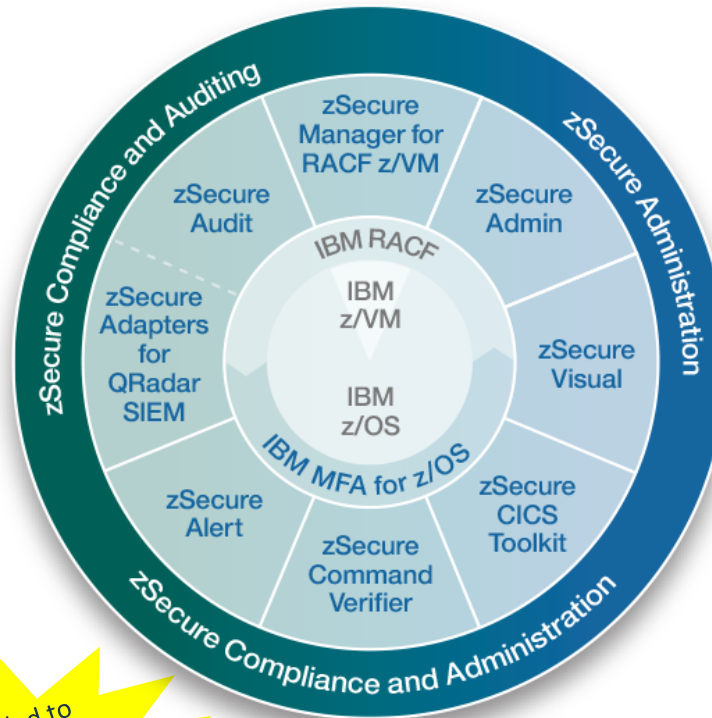 zSecure Compliance and Auditing
zSecure Administration
zSecure Compliance and Administration
zSecure
Manager for
RACF z/VM
zSecure
Admin
zSecure
Visual
zSecure
CICS
Toolkit
zSecure
Command
Verifier
zSecure
Alert
zSecure
Adapters
for
QRadar
SIEM
zSecure
Audit
IBM RACF
IBM
z/VM
IBM
z/OS
IBM MFA for z/OS
to